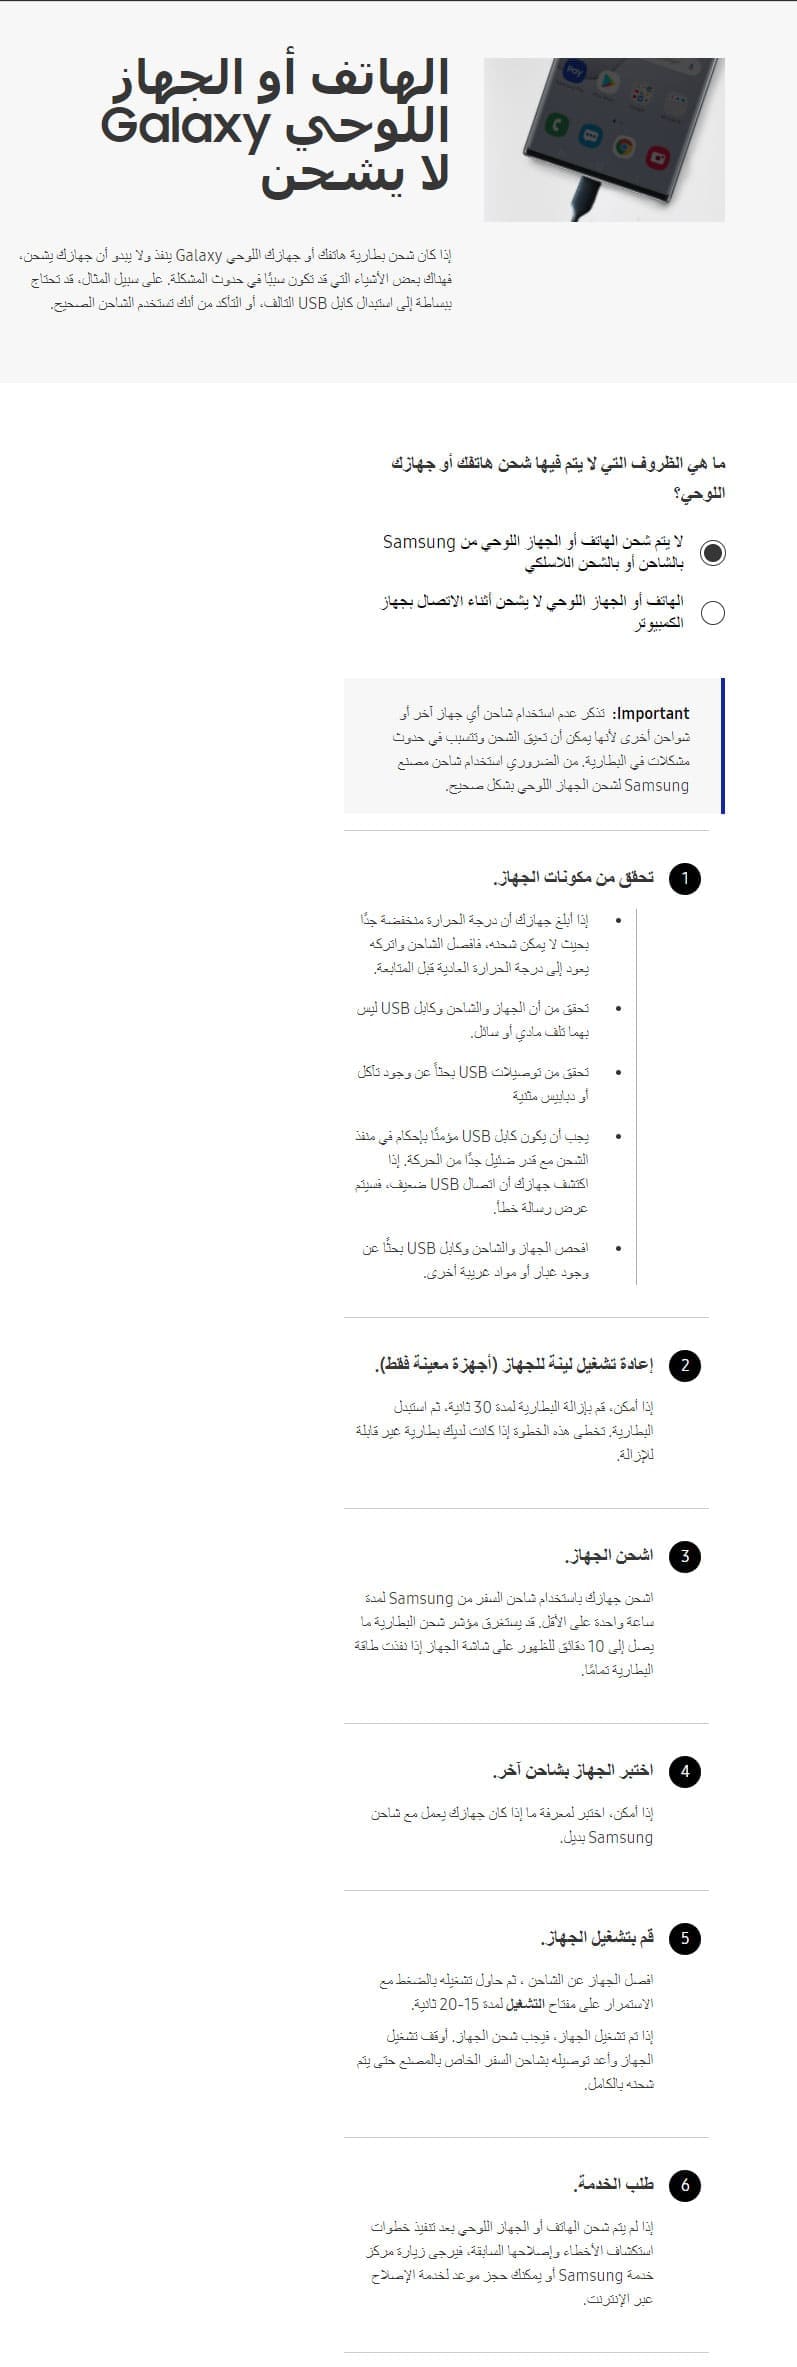 الهاتف أو الجهاز
اللوحي Galaxy
لا يشحن
إذا كان شحن بطارية هاتفك أو جهازك اللوحي Galaxy ينفذ ولا يبدو أن جهازك يشحن،
فهناك بعض الأشياء التي قد تكون سببًا في حدوث المشكلة. على سبيل المثال، قد تحتاج
ببساطة إلى استبدال كابل USB التالف، أو التأكد من أنك تستخدم الشاحن الصحيح.
ما هي الظروف التي لا يتم فيها شحن هاتفك أو جهازك
اللوحي؟
لا يتم شحن الهاتف أو الجهاز اللوحي من Samsung
بالشاحن أو بالشحن اللاسلكي
الهاتف أو الجهاز اللوحي لا يشحن أثناء الاتصال بجهاز
الكمبيوتر
Important: تذكر عدم استخدام شاحن أي جهاز آخر أو
شواحن أخرى لأنها يمكن أن تعيق الشحن وتتسبب في حدوث
مشكلات في البطارية. من الضروري استخدام شاحن مصنع
Samsung لشحن الجهاز اللوحي بشكل صحيح.
1 تحقق من مكونات الجهاز.
• إذا أبلغ جهازك أن درجة الحرارة منخفضة جدًا
بحيث لا يمكن شحنه، فافصل الشاحن واتركه
يعود إلى درجة الحرارة العادية قبل المتابعة.
• تحقق من أن الجهاز والشاحن وكابل USB ليس
بهما تلف مادي أو سائل.
• تحقق من توصيلات USB بحثاً عن وجود تآكل
أو دبابيس مثنية
• يجب أن يكون كابل USB مؤمنًا بإحكام في منفذ
الشحن مع قدر ضئيل جدًا من الحركة. إذا
اكتشف جهازك أن اتصال USB ضعيف، فسيتم
عرض رسالة خطأ.
• افحص الجهاز والشاحن وكابل USB بحثًا عن
وجود غبار أو مواد غريبة أخرى.
2 إعادة تشغيل لينة للجهاز (أجهزة معينة فقط).
إذا أمكن، قم بإزالة البطارية لمدة 30 ثانية، ثم استبدل
البطارية. تخطى هذه الخطوة إذا كانت لديك بطارية غير قابلة
للإزالة.
3 اشحن الجهاز.
اشحن جهازك باستخدام شاحن السفر من Samsung لمدة
ساعة واحدة على الأقل. قد يستغرق مؤشر شحن البطارية ما
يصل إلى 10 دقائق للظهور على شاشة الجهاز إذا نفذت طاقة
البطارية تمامًا.
4 اختبر الجهاز بشاحن آخر.
إذا أمكن، اختبر لمعرفة ما إذا كان جهازك يعمل مع شاحن
Samsung بديل.
5 قم بتشغيل الجهاز.
افصل الجهاز عن الشاحن ، ثم حاول تشغيله بالضغط مع
الاستمرار على مفتاح التشغيل لمدة 15-20 ثانية.
إذا تم تشغيل الجهاز، فيجب شحن الجهاز. أوقف تشغيل
الجهاز وأعد توصيله بشاحن السفر الخاص بالمصنع حتى يتم
شحنه بالكامل.
6 طلب الخدمة.
إذا لم يتم شحن الهاتف أو الجهاز اللوحي بعد تنفيذ خطوات
استكشاف الأخطاء وإصلاحها السابقة، فيرجى زيارة مركز
خدمة Samsung أو يمكنك حجز موعد لخدمة الإصلاح
عبر الإنترنت.